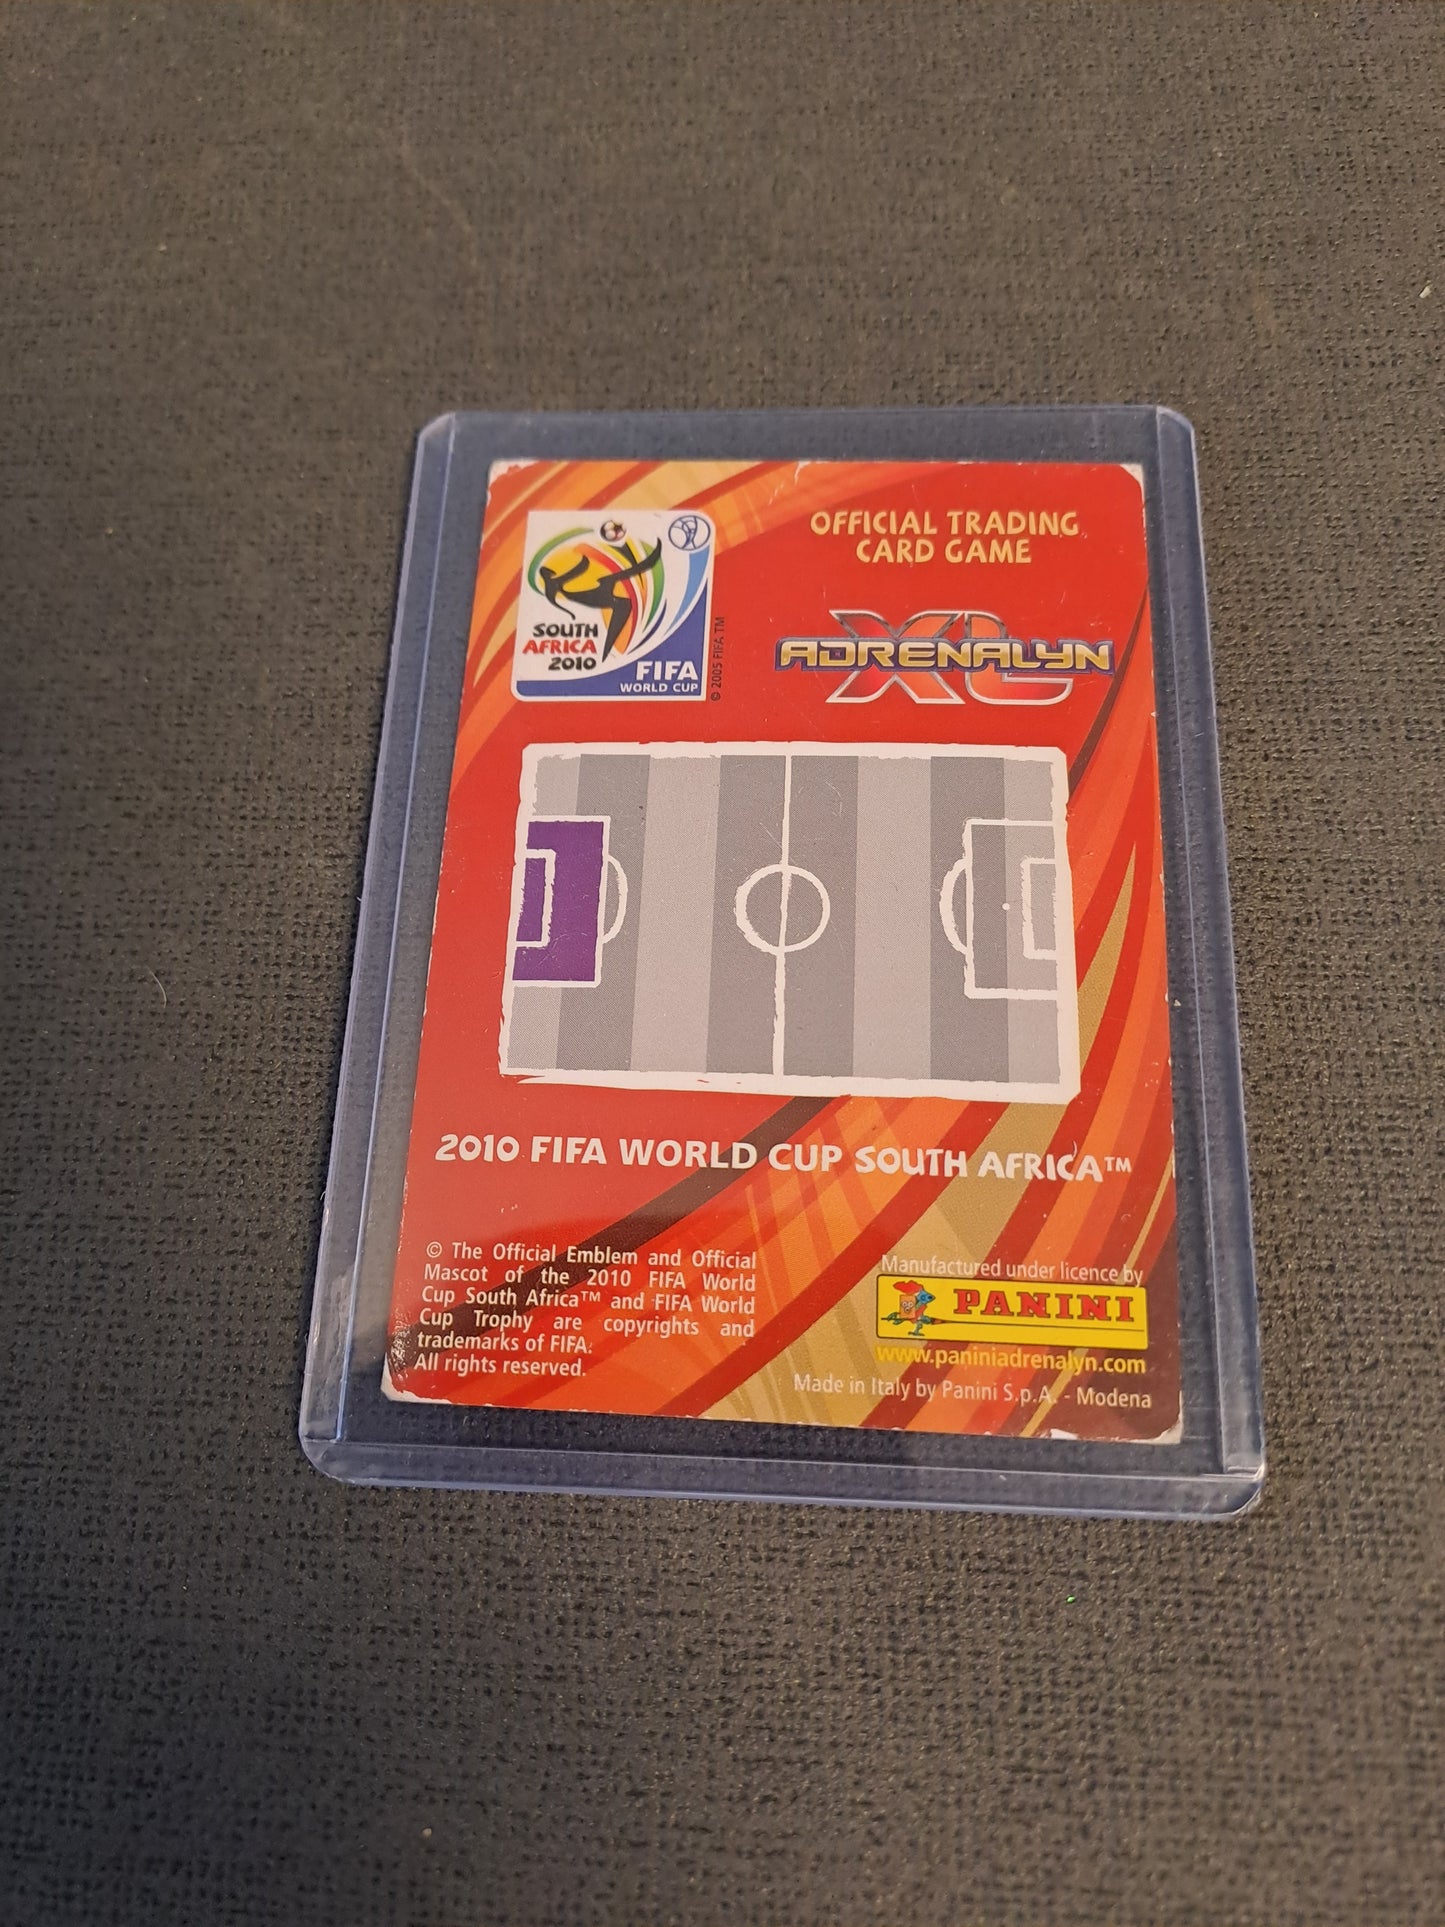 OFFICIAL TRADING
CARD GAME
SOUTH
AFRICA
2010
FIFA
WORLD CUP
© 2005 FIFA TM
ADRENALYN
XL
2010 FIFA WORLD CUP SOUTH AFRICA™
© The Official Emblem and Official
Mascot of the 2010 FIFA World
Cup South Africa™ and FIFA World
Cup Trophy are copyrights and
trademarks of FIFA.
All rights reserved.
Manufactured under licence by
PANINI
www.paniniadrenalyn.com
Made in Italy by Panini S.p.A. - Modena